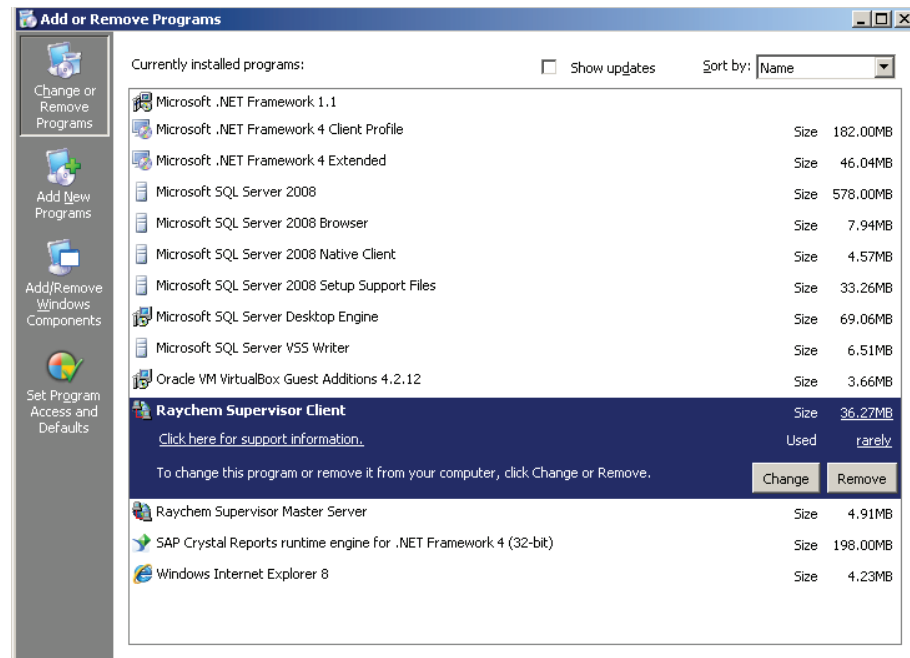 Add or Remove Programs
Change or
Remove
Programs
Add New
Programs
Add/Remove
Windows
Components
Set Program
Access and
Defaults
Currently installed programs:
Show updates
Sort by: Name
Microsoft .NET Framework 1.1
Microsoft .NET Framework 4 Client Profile Size 182.00MB
Microsoft .NET Framework 4 Extended Size 46.04MB
Microsoft SQL Server 2008 Size 578.00MB
Microsoft SQL Server 2008 Browser Size 7.94MB
Microsoft SQL Server 2008 Native Client Size 4.57MB
Microsoft SQL Server 2008 Setup Support Files Size 33.26MB
Microsoft SQL Server Desktop Engine Size 69.06MB
Microsoft SQL Server VSS Writer Size 6.51MB
Oracle VM VirtualBox Guest Additions 4.2.12 Size 3.66MB
Raychem Supervisor Client Size 36.27MB
Click here for support information. Used rarely
To change this program or remove it from your computer, click Change or Remove. Change Remove
Raychem Supervisor Master Server Size 4.91MB
SAP Crystal Reports runtime engine for .NET Framework 4 (32-bit) Size 198.00MB
Windows Internet Explorer 8 Size 4.23MB